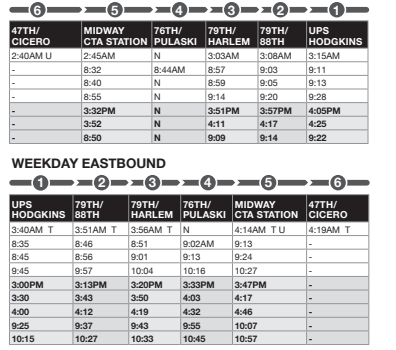 6 5 4 3 2 1
47TH/ CICERO MIDWAY CTA STATION 76TH/ PULASKI 79TH/ HARLEM 79TH/ 88TH UPS HODGKINS
2:40AM U 2:45AM N 3:03AM 3:08AM 3:15AM
- 8:32 8:44AM 8:57 9:03 9:11
- 8:40 N 8:59 9:05 9:13
- 8:55 N 9:14 9:20 9:28
- 3:32PM N 3:51PM 3:57PM 4:05PM
- 3:52 N 4:11 4:17 4:25
- 8:50 N 9:09 9:14 9:22
WEEKDAY EASTBOUND
1 2 3 4 5 6
UPS HODGKINS 79TH/ 88TH 79TH/ HARLEM 76TH/ PULASKI MIDWAY CTA STATION 47TH/ CICERO
3:40AM T 3:51AM T 3:56AM T N 4:14AM T U 4:19AM T
8:35 8:46 8:51 9:02AM 9:13 -
8:45 8:56 9:01 9:13 9:24 -
9:45 9:57 10:04 10:16 10:27 -
3:00PM 3:13PM 3:20PM 3:33PM 3:47PM -
3:30 3:43 3:50 4:03 4:17 -
4:00 4:12 4:19 4:32 4:46 -
9:25 9:37 9:43 9:55 10:07 -
10:15 10:27 10:33 10:45 10:57 -